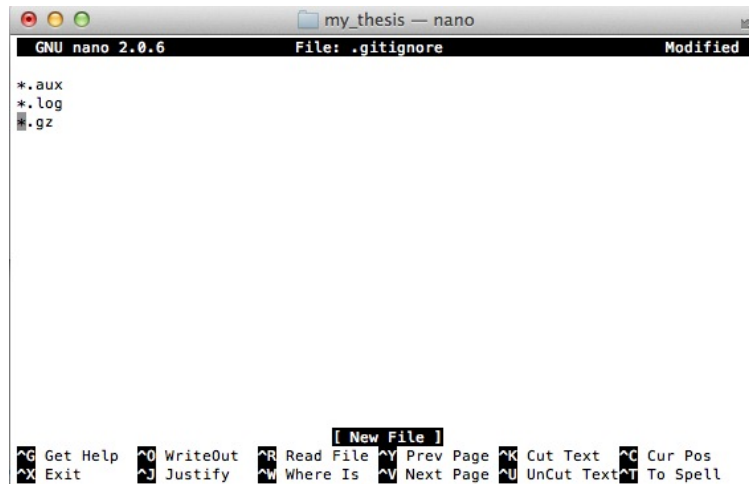 my_thesis — nano
GNU nano 2.0.6 File: .gitignore Modified
*.aux
*.log
*.gz
[ New File ]
^G Get Help ^O WriteOut ^R Read File ^Y Prev Page ^K Cut Text ^C Cur Pos
^X Exit ^J Justify ^W Where Is ^V Next Page ^U UnCut Text ^T To Spell